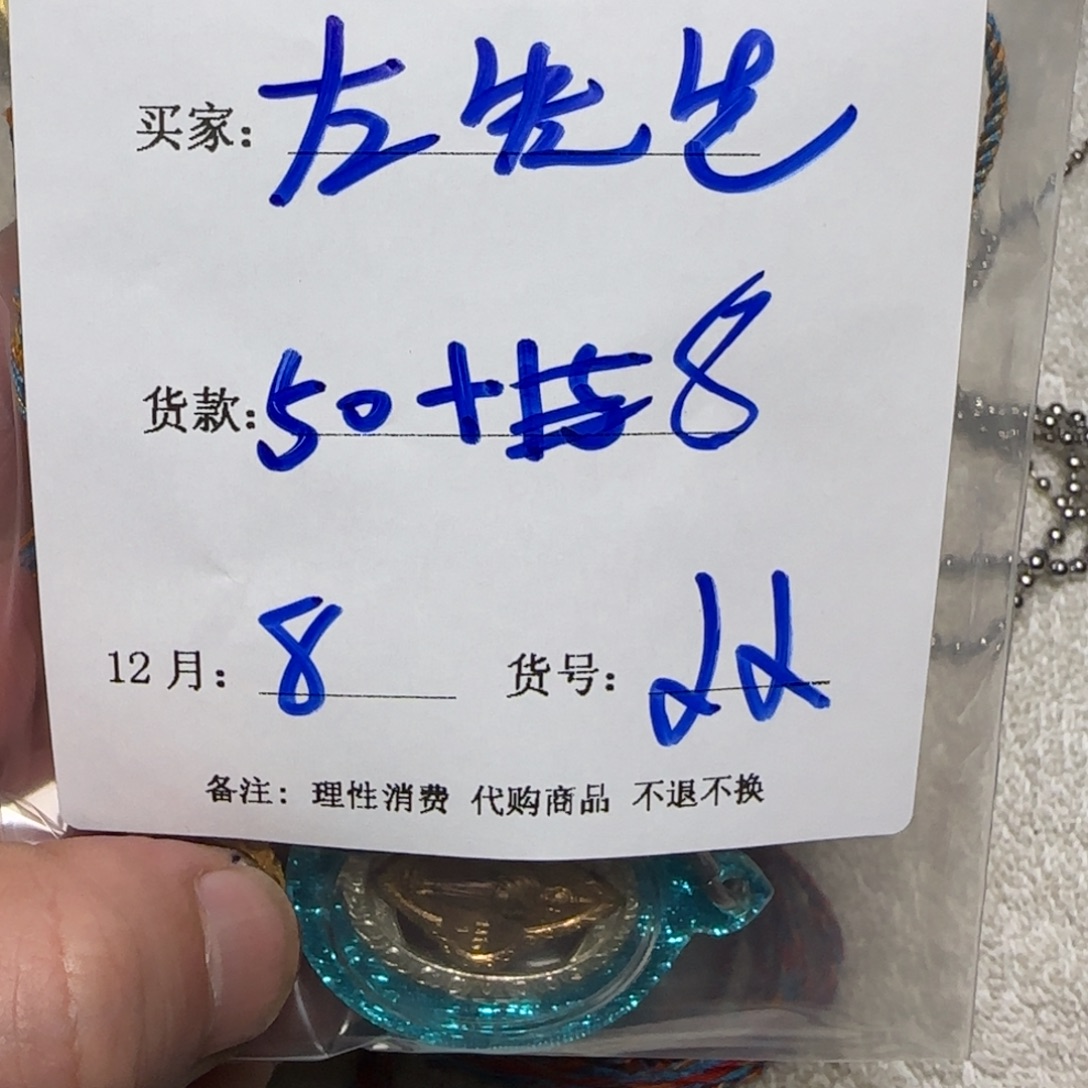 买家：左先生
货款：50+8
12月：8 货号：22
备注：理性消费 代购商品 不退不换